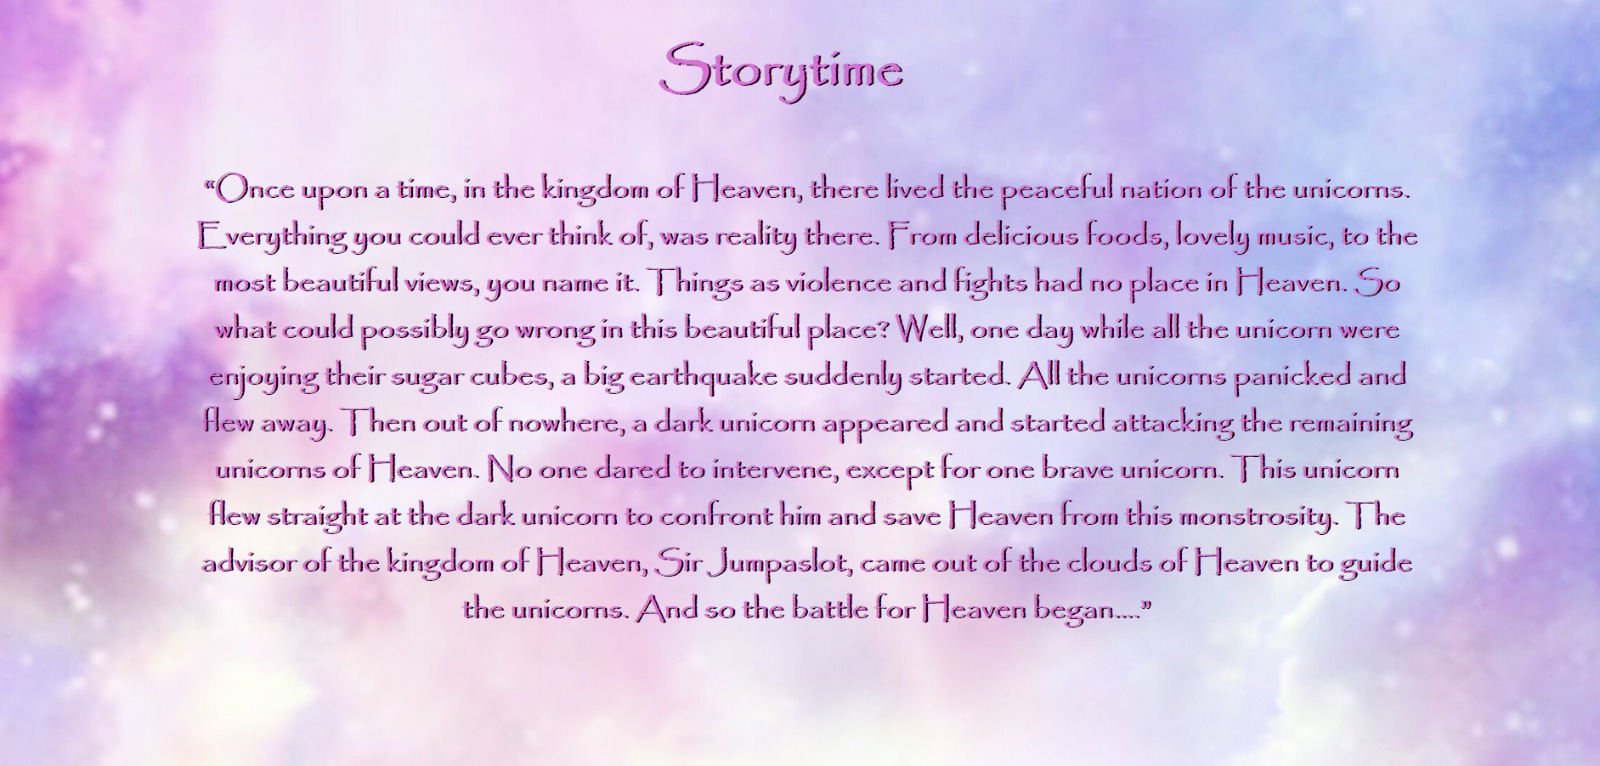 Storytime
“Once upon a time, in the kingdom of Heaven, there lived the peaceful nation of the unicorns.
Everything you could ever think of, was reality there. From delicious foods, lovely music, to the
most beautiful views, you name it. Things as violence and fights had no place in Heaven. So
what could possibly go wrong in this beautiful place? Well, one day while all the unicorn were
enjoying their sugar cubes, a big earthquake suddenly started. All the unicorns panicked and
flew away. Then out of nowhere, a dark unicorn appeared and started attacking the remaining
unicorns of Heaven. No one dared to intervene, except for one brave unicorn. This unicorn
flew straight at the dark unicorn to confront him and save Heaven from this monstrosity. The
advisor of the kingdom of Heaven, Sir Jumpaslot, came out of the clouds of Heaven to guide
the unicorns. And so the battle for Heaven began....”